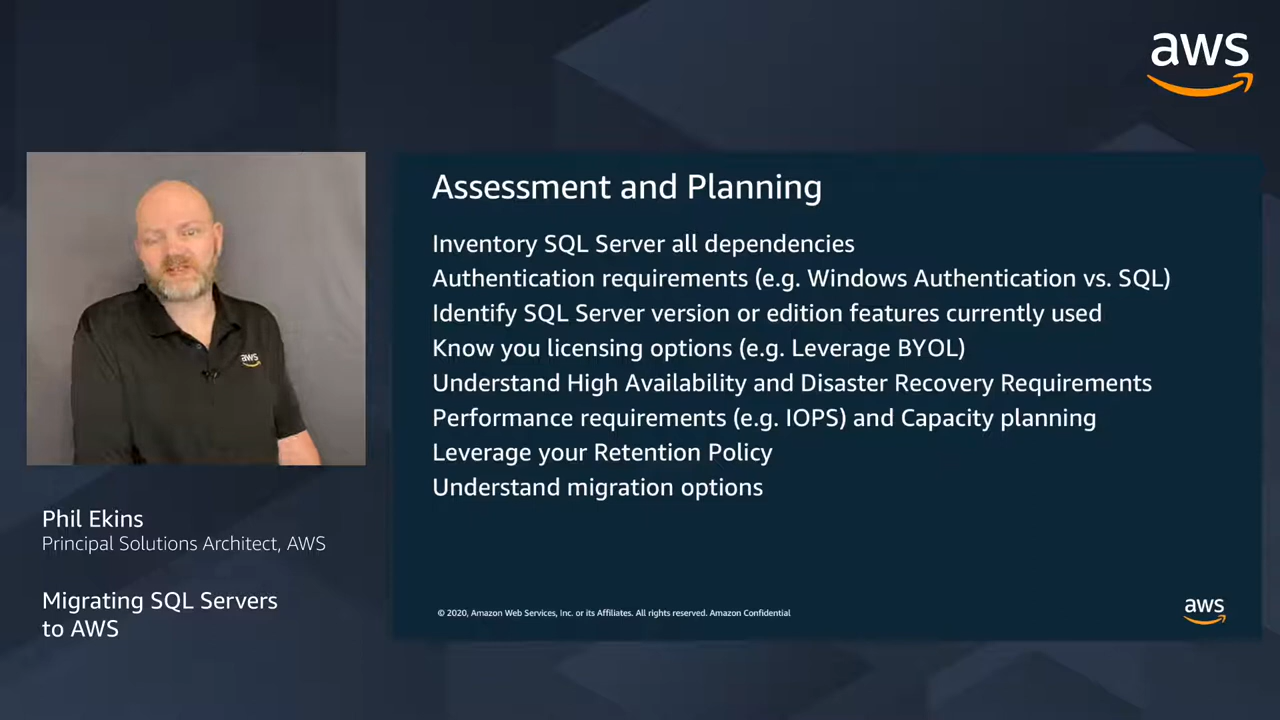 aws
Assessment and Planning
Inventory SQL Server all dependencies
Authentication requirements (e.g. Windows Authentication vs. SQL)
Identify SQL Server version or edition features currently used
Know you licensing options (e.g. Leverage BYOL)
Understand High Availability and Disaster Recovery Requirements
Performance requirements (e.g. IOPS) and Capacity planning
Leverage your Retention Policy
Understand migration options
aws
Phil Ekins
Principal Solutions Architect, AWS
Migrating SQL Servers
to AWS
© 2020, Amazon Web Services, Inc. or its Affiliates. All rights reserved. Amazon Confidential
aws